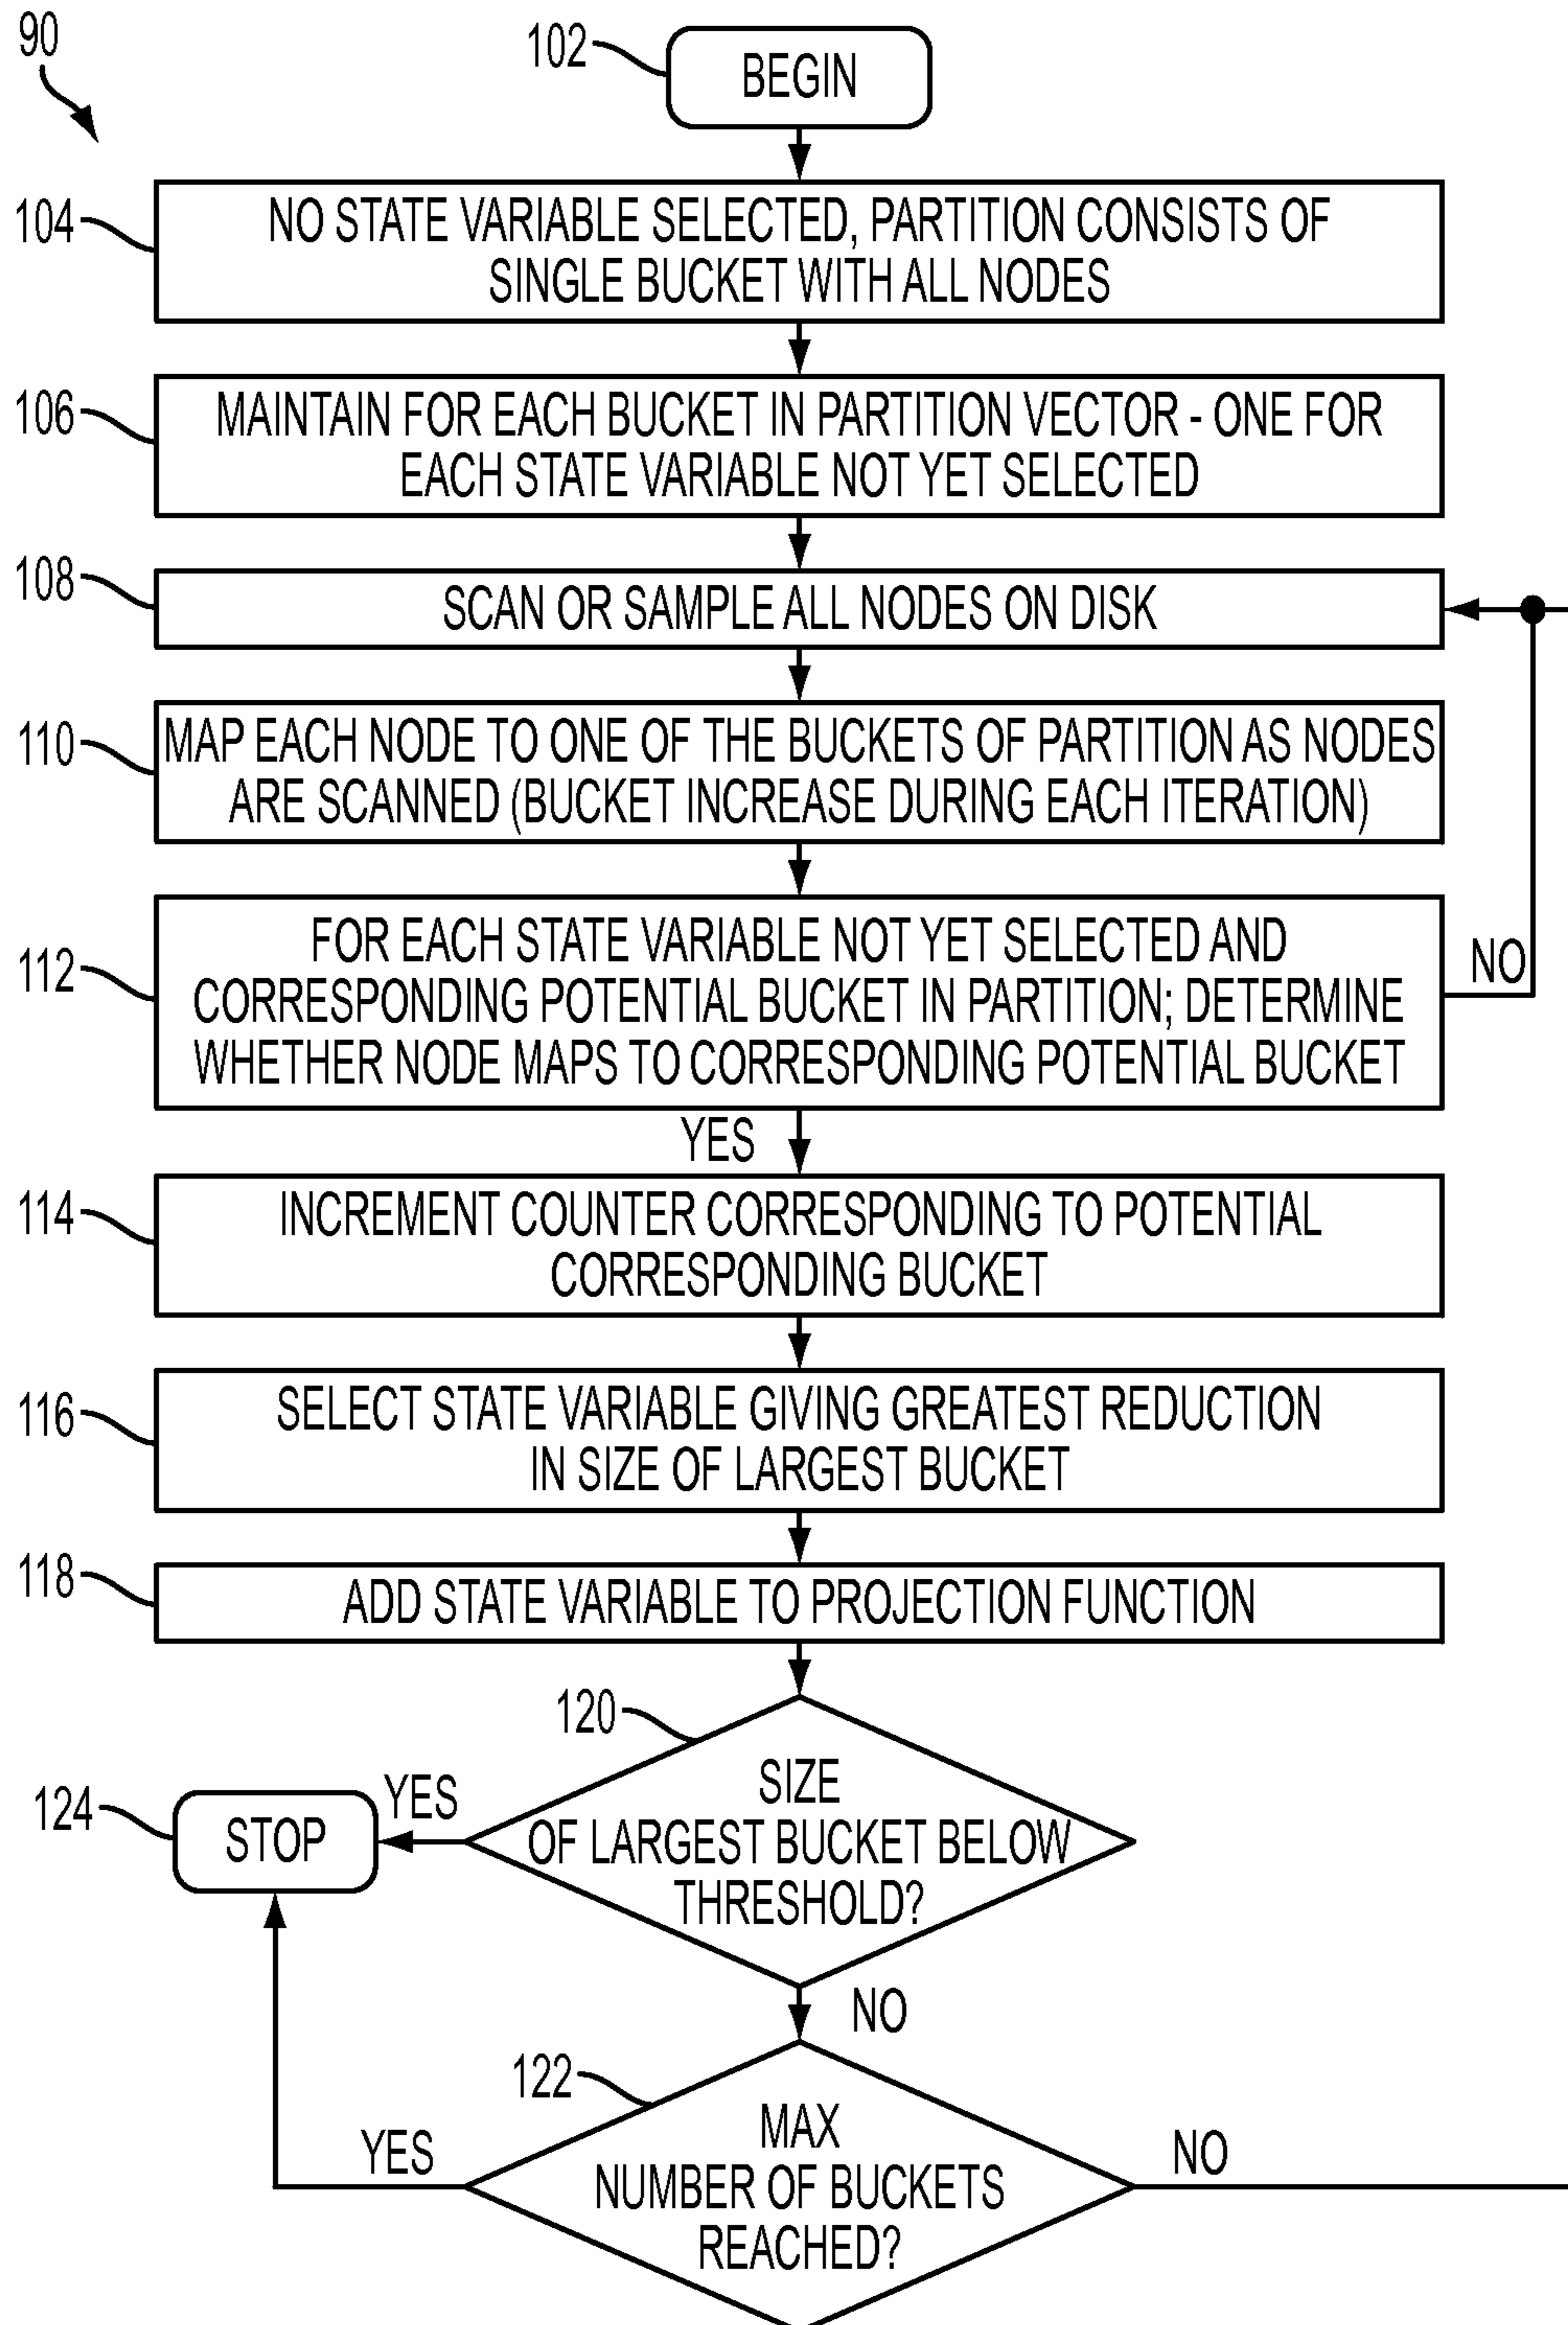 90
102
BEGIN
104
NO STATE VARIABLE SELECTED, PARTITION CONSISTS OF
SINGLE BUCKET WITH ALL NODES
106
MAINTAIN FOR EACH BUCKET IN PARTITION VECTOR - ONE FOR
EACH STATE VARIABLE NOT YET SELECTED
108
SCAN OR SAMPLE ALL NODES ON DISK
110
MAP EACH NODE TO ONE OF THE BUCKETS OF PARTITION AS NODES
ARE SCANNED (BUCKET INCREASE DURING EACH ITERATION)
112
FOR EACH STATE VARIABLE NOT YET SELECTED AND
CORRESPONDING POTENTIAL BUCKET IN PARTITION; DETERMINE
WHETHER NODE MAPS TO CORRESPONDING POTENTIAL BUCKET
NO
YES
114
INCREMENT COUNTER CORRESPONDING TO POTENTIAL
CORRESPONDING BUCKET
116
SELECT STATE VARIABLE GIVING GREATEST REDUCTION
IN SIZE OF LARGEST BUCKET
118
ADD STATE VARIABLE TO PROJECTION FUNCTION
120
SIZE
OF LARGEST BUCKET BELOW
THRESHOLD?
YES
124
STOP
NO
122
MAX
NUMBER OF BUCKETS
REACHED?
YES
NO